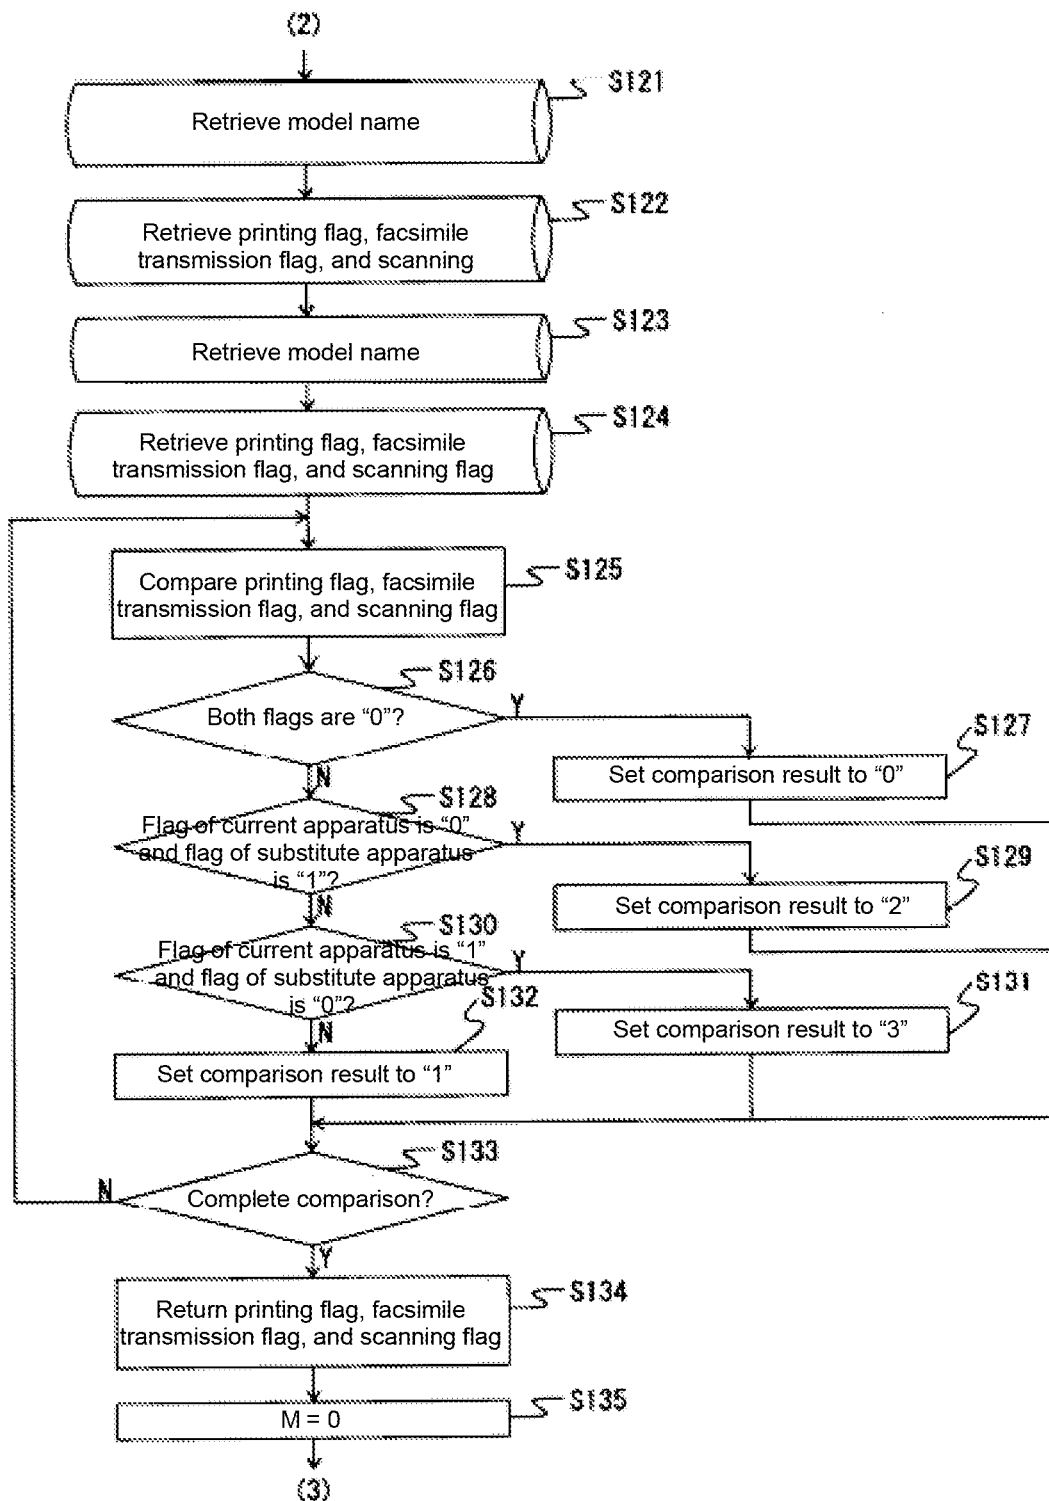 (2)
S121
Retrieve model name
S122
Retrieve printing flag, facsimile
transmission flag, and scanning
S123
Retrieve model name
S124
Retrieve printing flag, facsimile
transmission flag, and scanning flag
S125
Compare printing flag, facsimile
transmission flag, and scanning flag
S126
Both flags are “0”?
Y
N
S127
Set comparison result to “0”
S128
Flag of current apparatus is “0”
and flag of substitute apparatus
is “1”?
Y
N
S129
Set comparison result to “2”
S130
Flag of current apparatus is “1”
and flag of substitute apparatus
is “0”?
Y
N
S131
Set comparison result to “3”
S132
Set comparison result to “1”
S133
Complete comparison?
N
Y
S134
Return printing flag, facsimile
transmission flag, and scanning flag
S135
M = 0
(3)